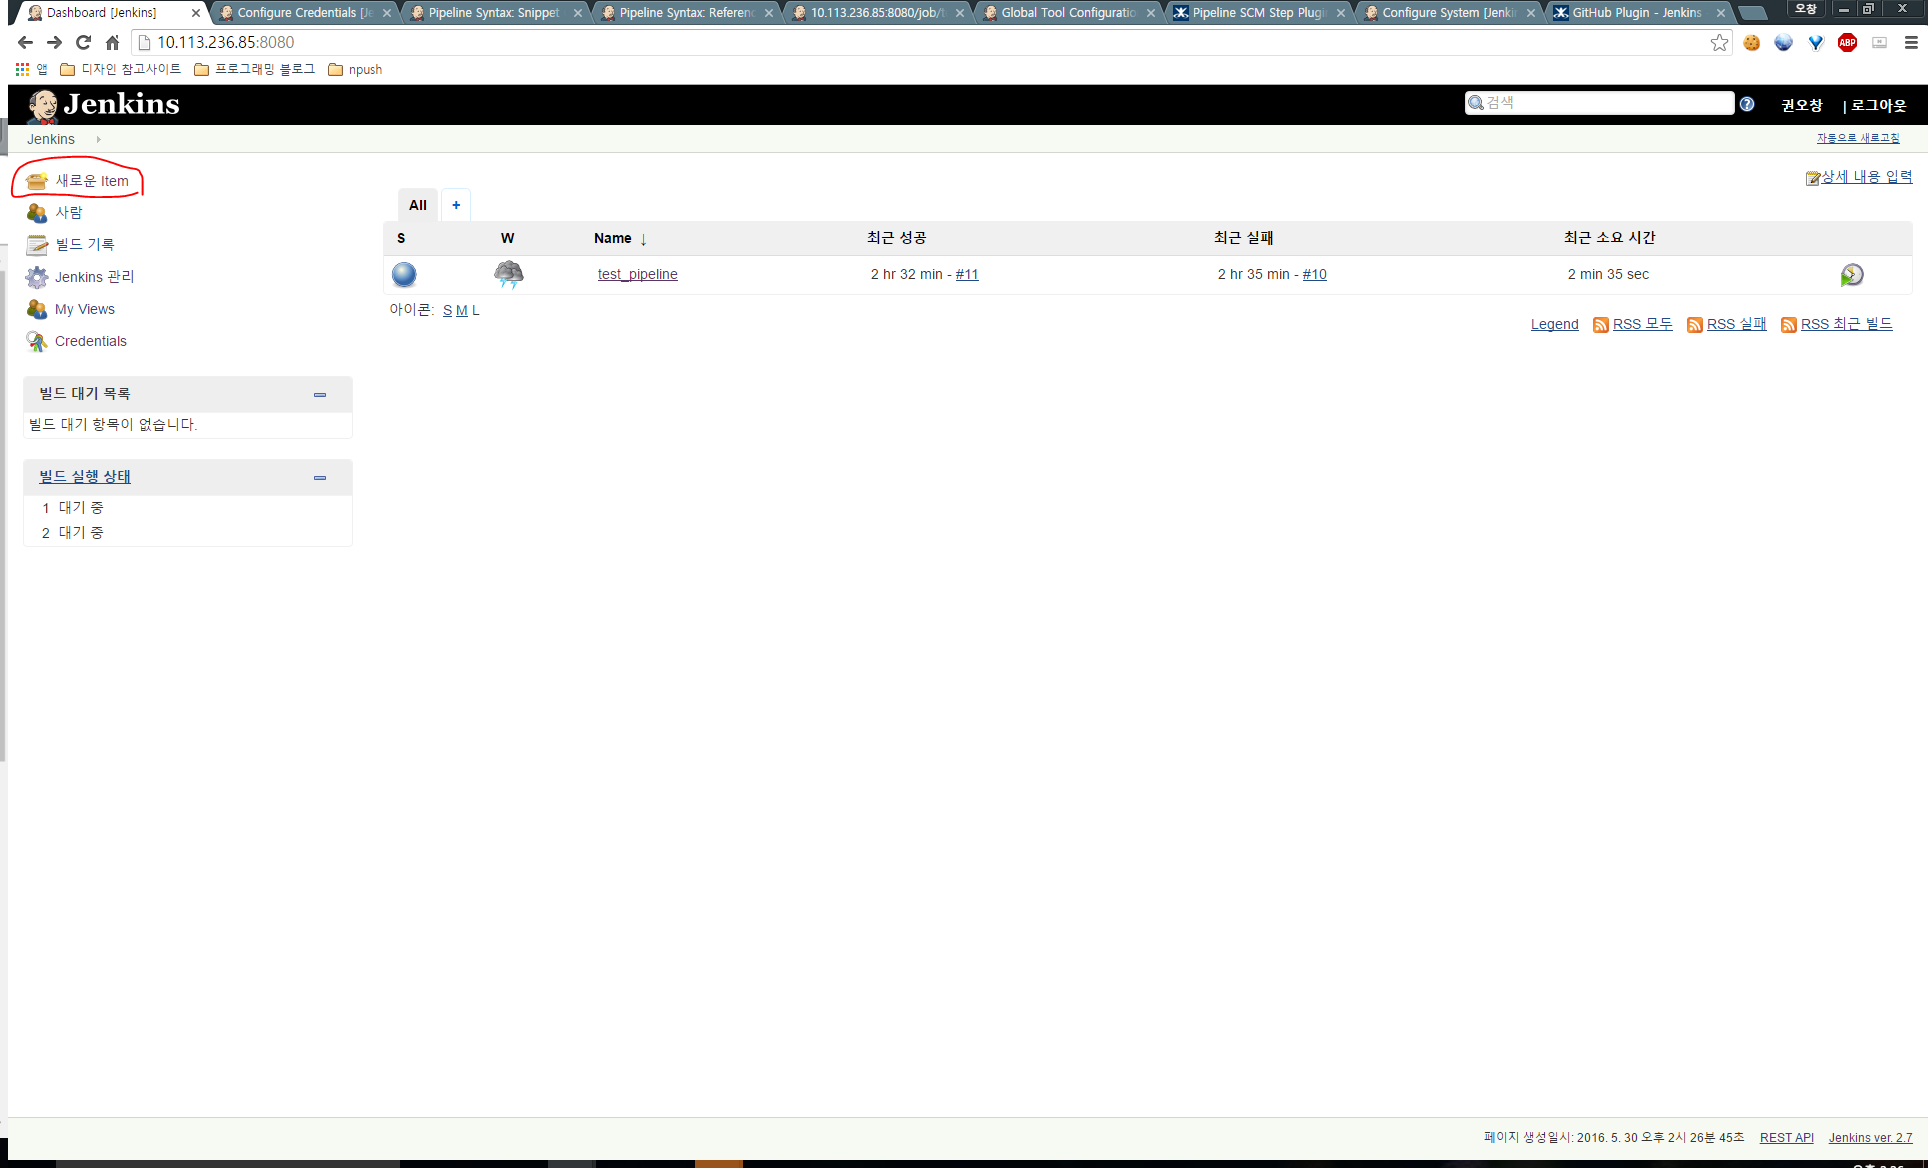 Dashboard [Jenkins]
Configure Credentials [Je
Pipeline Syntax: Snippet
Pipeline Syntax: Referenc
10.113.236.85:8080/job/t
Global Tool Configuratio
Pipeline SCM Step Plugi
Configure System [Jenki
GitHub Plugin - Jenkins
오창
10.113.236.85:8080
ABP
앱
디자인 참고사이트
프로그래밍 블로그
npush
Jenkins
검색
?
권오창
| 로그아웃
Jenkins
자동으로 새로고침
새로운 Item
사람
빌드 기록
Jenkins 관리
My Views
Credentials
빌드 대기 목록
빌드 대기 항목이 없습니다.
빌드 실행 상태
1 대기 중
2 대기 중
상세 내용 입력
All
+
S W Name ↓ 최근 성공 최근 실패 최근 소요 시간
test_pipeline 2 hr 32 min - #11 2 hr 35 min - #10 2 min 35 sec
아이콘: S M L
Legend RSS 모두 RSS 실패 RSS 최근 빌드
페이지 생성일시: 2016. 5. 30 오후 2시 26분 45초 REST API Jenkins ver. 2.7